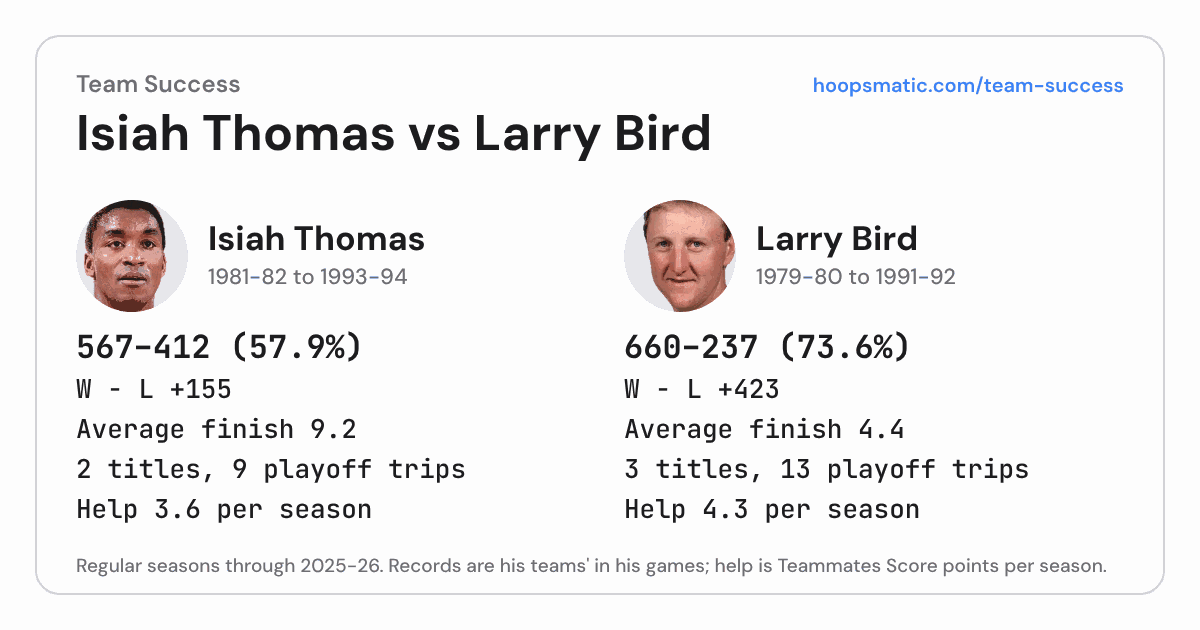 Team Success
hoopsmatic.com/team-success
Isiah Thomas vs Larry Bird
Isiah Thomas
1981-82 to 1993-94
567-412 (57.9%)
W - L +155
Average finish 9.2
2 titles, 9 playoff trips
Help 3.6 per season
Larry Bird
1979-80 to 1991-92
660-237 (73.6%)
W - L +423
Average finish 4.4
3 titles, 13 playoff trips
Help 4.3 per season
Regular seasons through 2025-26. Records are his teams' in his games; help is Teammates Score points per season.